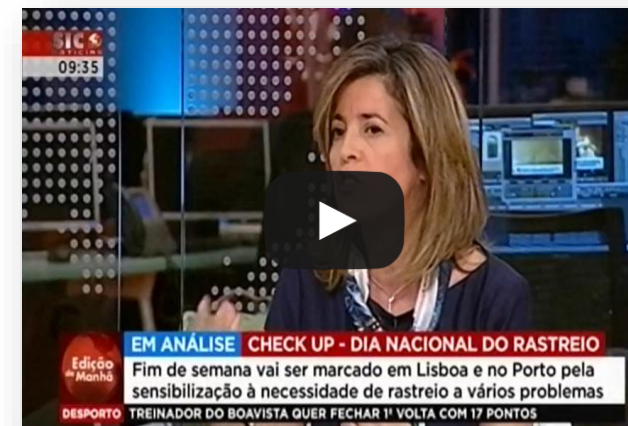 SIC
NOTÍCIAS
09:35
EM ANÁLISE CHECK UP - DIA NACIONAL DO RASTREIO
Edição da Manhã
Fim de semana vai ser marcado em Lisboa e no Porto pela
sensibilização à necessidade de rastreio a vários problemas
DESPORTO TREINADOR DO BOAVISTA QUER FECHAR 1ª VOLTA COM 17 PONTOS